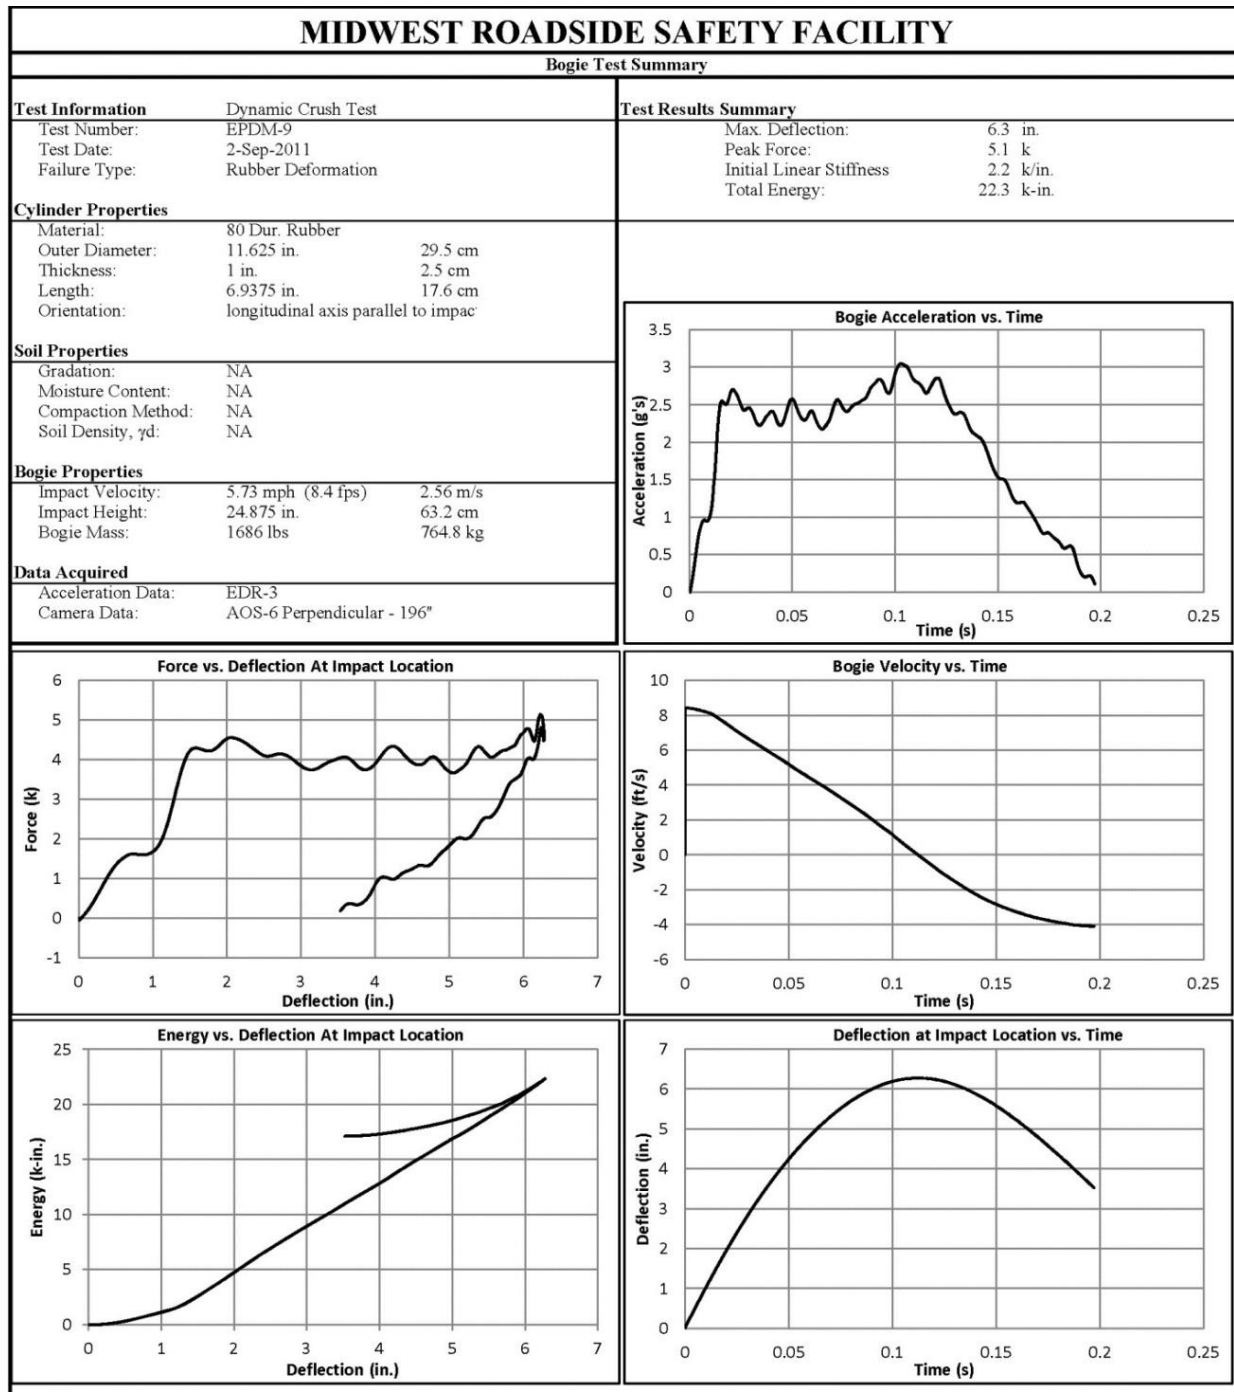 MIDWEST ROADSIDE SAFETY FACILITY
Bogie Test Summary
Test Information Dynamic Crush Test
Test Number: EPDM-9
Test Date: 2-Sep-2011
Failure Type: Rubber Deformation
Cylinder Properties
Material: 80 Dur. Rubber
Outer Diameter: 11.625 in. 29.5 cm
Thickness: 1 in. 2.5 cm
Length: 6.9375 in. 17.6 cm
Orientation: longitudinal axis parallel to impac
Soil Properties
Gradation: NA
Moisture Content: NA
Compaction Method: NA
Soil Density, γd: NA
Bogie Properties
Impact Velocity: 5.73 mph (8.4 fps) 2.56 m/s
Impact Height: 24.875 in. 63.2 cm
Bogie Mass: 1686 lbs 764.8 kg
Data Acquired
Acceleration Data: EDR-3
Camera Data: AOS-6 Perpendicular - 196"
Test Results Summary
Max. Deflection: 6.3 in.
Peak Force: 5.1 k
Initial Linear Stiffness 2.2 k/in.
Total Energy: 22.3 k-in.
Bogie Acceleration vs. Time
Acceleration (g's)
3.5
3
2.5
2
1.5
1
0.5
0
0 0.05 0.1 0.15 0.2 0.25
Time (s)
Force vs. Deflection At Impact Location
Force (k)
6
5
4
3
2
1
0
-1
0 1 2 3 4 5 6 7
Deflection (in.)
Bogie Velocity vs. Time
Velocity (ft/s)
10
8
6
4
2
0
-2
-4
-6
0 0.05 0.1 0.15 0.2 0.25
Time (s)
Energy vs. Deflection At Impact Location
Energy (k-in.)
25
20
15
10
5
0
0 1 2 3 4 5 6 7
Deflection (in.)
Deflection at Impact Location vs. Time
Deflection (in.)
7
6
5
4
3
2
1
0
0 0.05 0.1 0.15 0.2 0.25
Time (s)